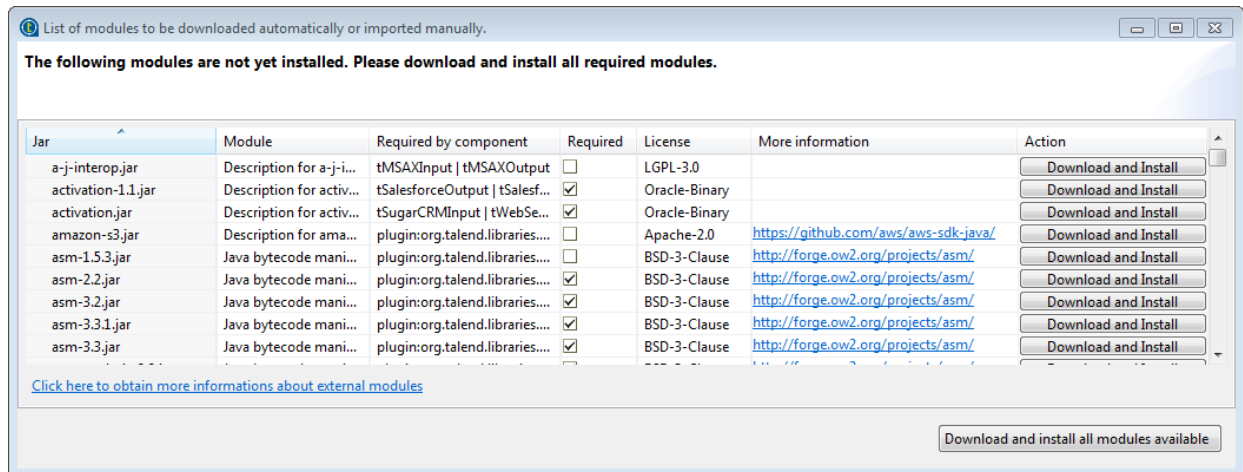 List of modules to be downloaded automatically or imported manually.
The following modules are not yet installed. Please download and install all required modules.
Jar Module Required by component Required License More information Action
a-j-interop.jar Description for a-j-i... tMSAXInput | tMSAXOutput LGPL-3.0 Download and Install
activation-1.1.jar Description for activ... tSalesforceOutput | tSalesf... Oracle-Binary Download and Install
activation.jar Description for activ... tSugarCRMInput | tWebSe... Oracle-Binary Download and Install
amazon-s3.jar Description for ama... plugin:org.talend.libraries.... Apache-2.0 https://github.com/aws/aws-sdk-java/ Download and Install
asm-1.5.3.jar Java bytecode mani... plugin:org.talend.libraries.... BSD-3-Clause http://forge.ow2.org/projects/asm/ Download and Install
asm-2.2.jar Java bytecode mani... plugin:org.talend.libraries.... BSD-3-Clause http://forge.ow2.org/projects/asm/ Download and Install
asm-3.2.jar Java bytecode mani... plugin:org.talend.libraries.... BSD-3-Clause http://forge.ow2.org/projects/asm/ Download and Install
asm-3.3.1.jar Java bytecode mani... plugin:org.talend.libraries.... BSD-3-Clause http://forge.ow2.org/projects/asm/ Download and Install
asm-3.3.jar Java bytecode mani... plugin:org.talend.libraries.... BSD-3-Clause http://forge.ow2.org/projects/asm/ Download and Install
Click here to obtain more informations about external modules
Download and install all modules available